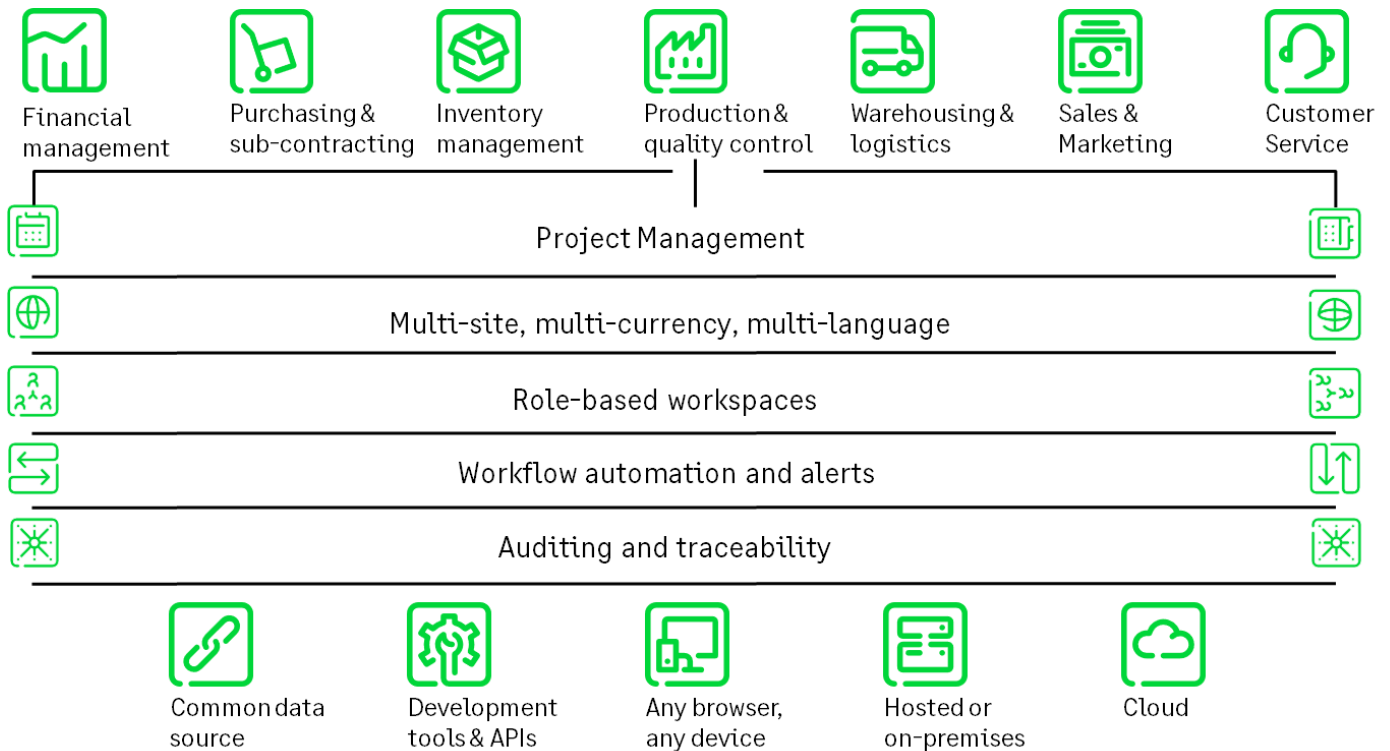 Financial
management
Purchasing &
sub-contracting
Inventory
management
Production &
quality control
Warehousing &
logistics
Sales &
Marketing
Customer
Service
Project Management
Multi-site, multi-currency, multi-language
Role-based workspaces
Workflow automation and alerts
Auditing and traceability
Common data
source
Development
tools & APIs
Any browser,
any device
Hosted or
on-premises
Cloud